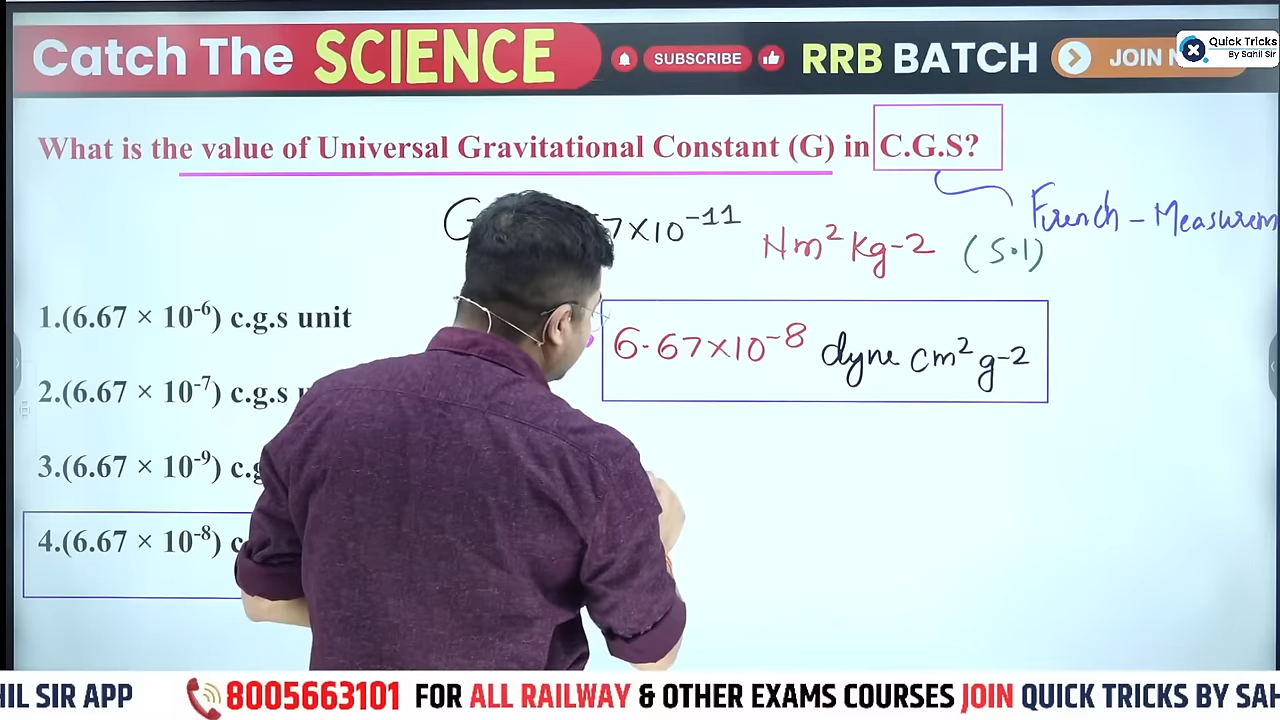 Catch The SCIENCE SUBSCRIBE RRB BATCH JOIN
Quick Tricks
By Sahil Sir
What is the value of Universal Gravitational Constant (G) in C.G.S?
French - Measurem
G 7×10⁻¹¹ Nm² Kg-2 (S.I)
1.(6.67 × 10⁻⁶) c.g.s unit
6.67×10⁻⁸ dyne cm² g-2
2.(6.67 × 10⁻⁷) c.g.s
3.(6.67 × 10⁻⁹)
4.(6.67 × 10⁻⁸)
HIL SIR APP 8005663101 FOR ALL RAILWAY & OTHER EXAMS COURSES JOIN QUICK TRICKS BY SAH